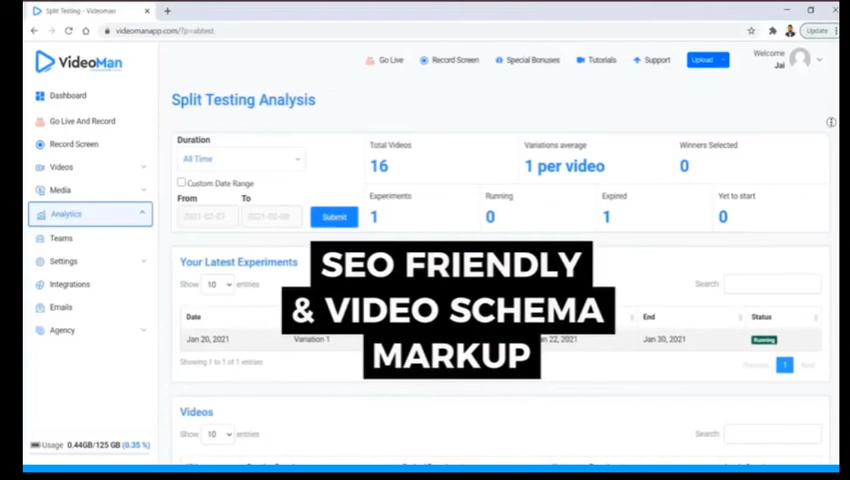 Split Testing - Videoman
videomanapp.com/?p=abtest
Update
VideoMan
Go Live
Record Screen
Special Bonuses
Tutorials
Support
Upload
Welcome
Jai
Dashboard
Go Live And Record
Record Screen
Videos
Media
Analytics
Teams
Settings
Integrations
Emails
Agency
Usage 0.44GB/125 GB (0.35 %)
Split Testing Analysis
Duration
All Time
Custom Date Range
From To
2021-02-07 2021-02-08 Submit
Total Videos Variations average Winners Selected
16 1 per video 0
Experiments Running Expired Yet to start
1 0 1 0
Your Latest Experiments
Show 10 entries Search:
SEO FRIENDLY
& VIDEO SCHEMA
MARKUP
Date End Status
Jan 20, 2021 Variation 1 22, 2021 Jan 30, 2021 Running
Showing 1 to 1 of 1 entries
Previous 1 Next
Videos
Show 10 entries Search: